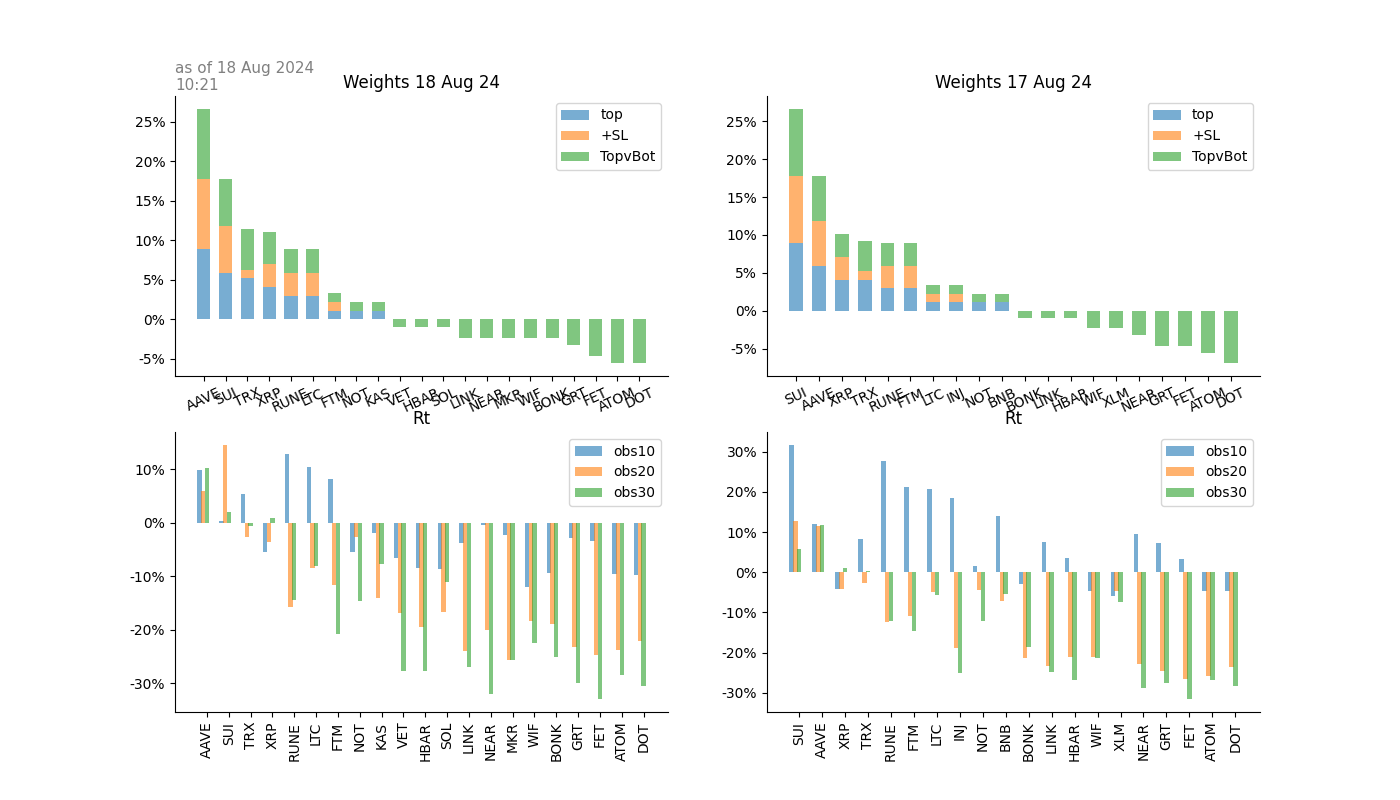 as of 18 Aug 2024
10:21
Weights 18 Aug 24
25%
20%
15%
10%
5%
0%
-5%
top
+SL
TopvBot
AAVE SUI TRX XRP RUNE LTC FTM NOT KAS VET HBAR SOL LINK NEAR MKR WIF BONK GRT FET ATOM DOT
Weights 17 Aug 24
25%
20%
15%
10%
5%
0%
-5%
top
+SL
TopvBot
SUI AAVE XRP TRX RUNE FTM LTC INJ NOT BNB BONK LINK HBAR WIF XLM NEAR GRT FET ATOM DOT
Rt
10%
0%
-10%
-20%
-30%
obs10
obs20
obs30
AAVE SUI TRX XRP RUNE LTC FTM NOT KAS VET HBAR SOL LINK NEAR MKR WIF BONK GRT FET ATOM DOT
Rt
30%
20%
10%
0%
-10%
-20%
-30%
obs10
obs20
obs30
SUI AAVE XRP TRX RUNE FTM LTC INJ NOT BNB BONK LINK HBAR WIF XLM NEAR GRT FET ATOM DOT